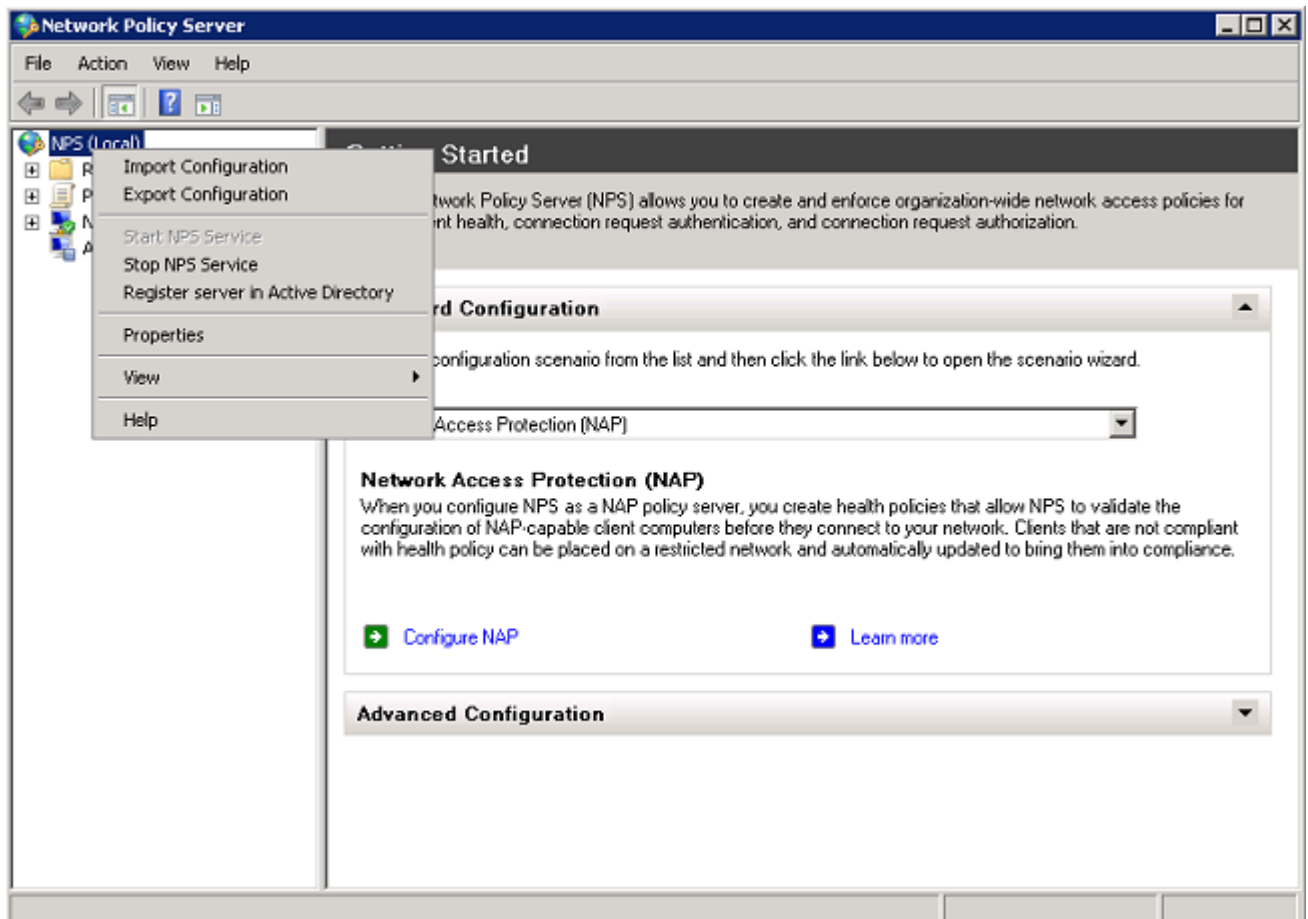 Network Policy Server
File Action View Help
NPS (Local)
R
P
N
A
Import Configuration
Export Configuration
Start NPS Service
Stop NPS Service
Register server in Active Directory
Properties
View
Help
Started
twork Policy Server (NPS) allows you to create and enforce organization-wide network access policies for
nt health, connection request authentication, and connection request authorization.
rd Configuration
configuration scenario from the list and then click the link below to open the scenario wizard.
Access Protection (NAP)
Network Access Protection (NAP)
When you configure NPS as a NAP policy server, you create health policies that allow NPS to validate the
configuration of NAP-capable client computers before they connect to your network. Clients that are not compliant
with health policy can be placed on a restricted network and automatically updated to bring them into compliance.
Configure NAP
Learn more
Advanced Configuration